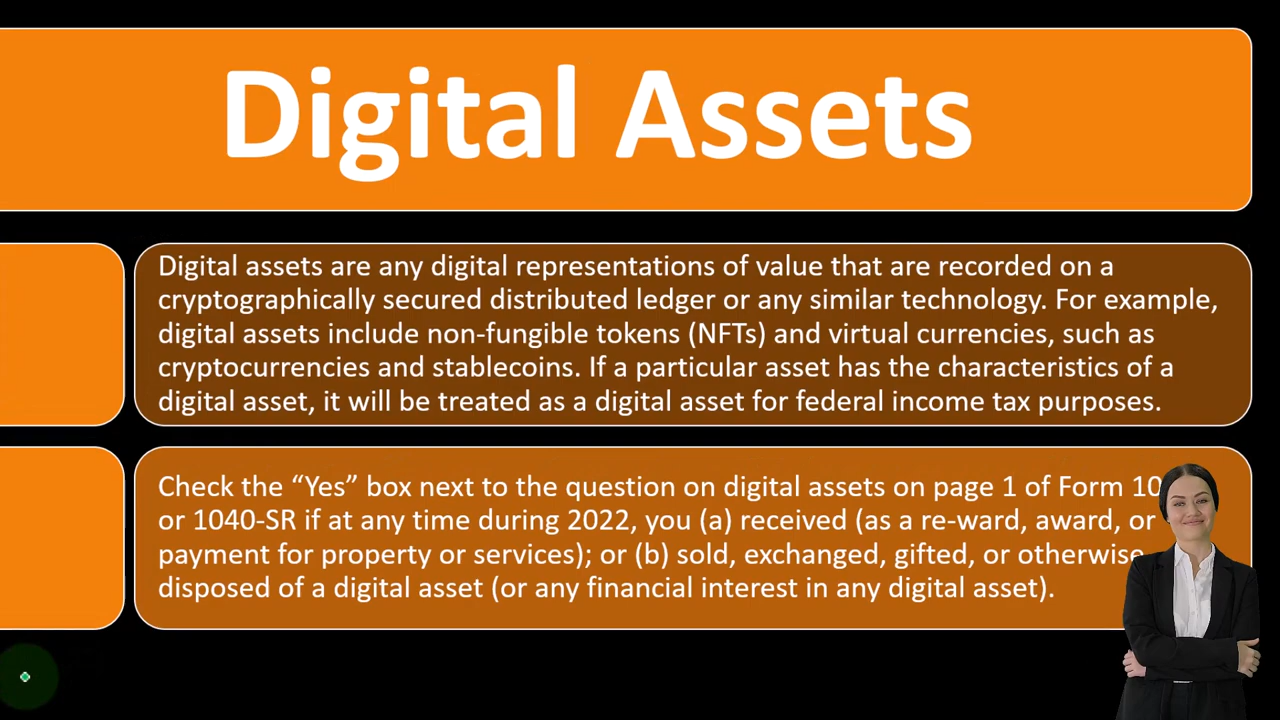 Digital Assets
Digital assets are any digital representations of value that are recorded on a
cryptographically secured distributed ledger or any similar technology. For example,
digital assets include non-fungible tokens (NFTs) and virtual currencies, such as
cryptocurrencies and stablecoins. If a particular asset has the characteristics of a
digital asset, it will be treated as a digital asset for federal income tax purposes.
Check the “Yes” box next to the question on digital assets on page 1 of Form 10
or 1040-SR if at any time during 2022, you (a) received (as a re-ward, award, or
payment for property or services); or (b) sold, exchanged, gifted, or otherwise
disposed of a digital asset (or any financial interest in any digital asset).